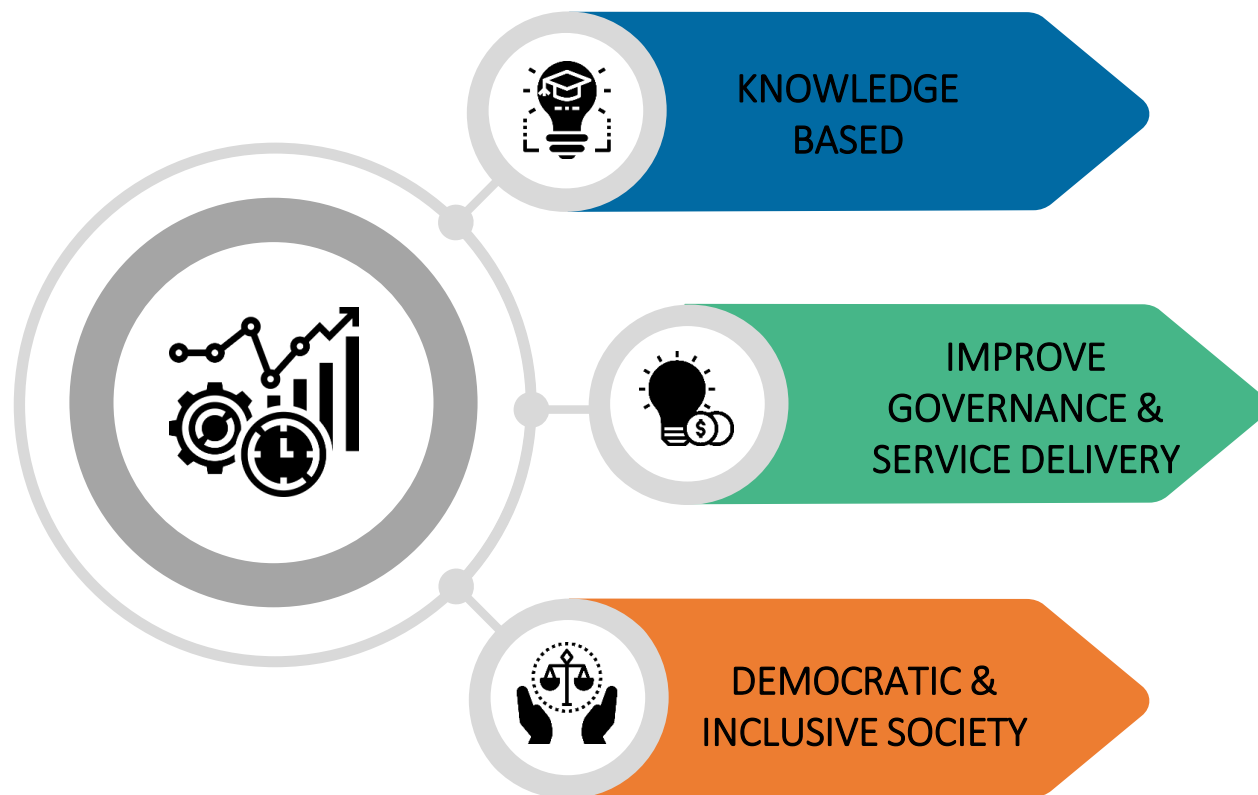 KNOWLEDGE
BASED
IMPROVE
GOVERNANCE &
SERVICE DELIVERY
$
DEMOCRATIC &
INCLUSIVE SOCIETY